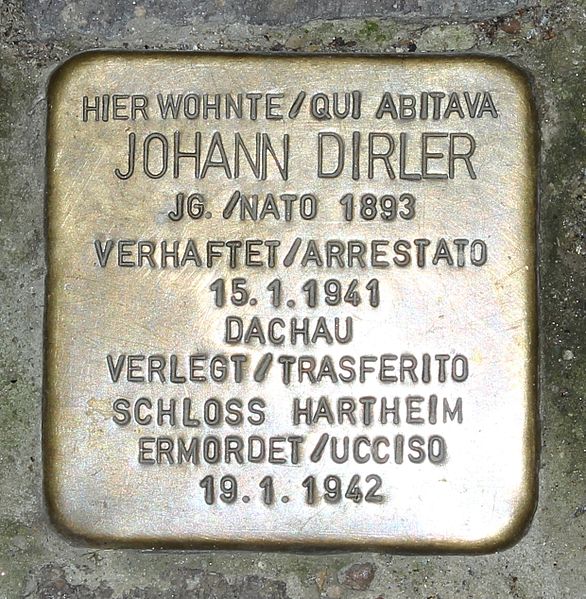 HIER WOHNTE/QUI ABITAVA
JOHANN DIRLER
JG./NATO 1893
VERHAFTET/ARRESTATO
15.1.1941
DACHAU
VERLEGT/TRASFERITO
SCHLOSS HARTHEIM
ERMORDET/UCCISO
19.1.1942